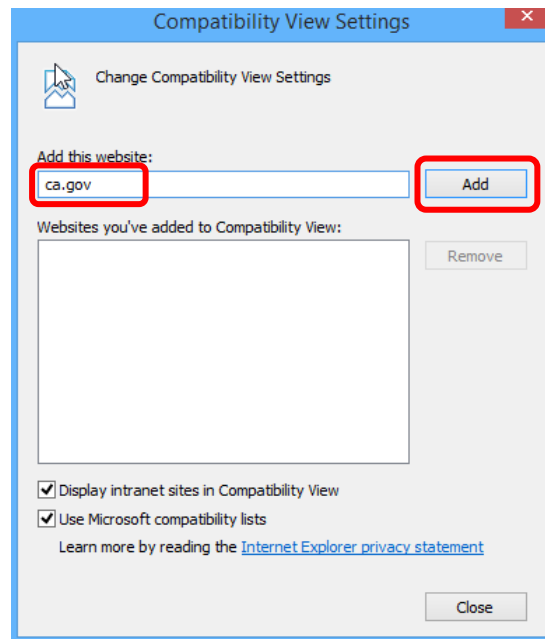 Compatibility View Settings
Change Compatibility View Settings
Add this website:
ca.gov
Add
Websites you've added to Compatibility View:
Remove
Display intranet sites in Compatibility View
Use Microsoft compatibility lists
Learn more by reading the Internet Explorer privacy statement
Close